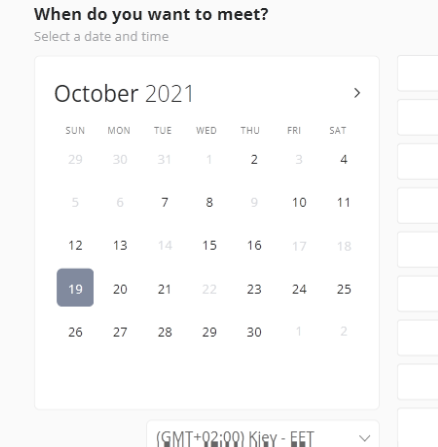 When do you want to meet?
Select a date and time
October 2021
SUN MON TUE WED THU FRI SAT
29 30 31 1 2 3 4
5 6 7 8 9 10 11
12 13 14 15 16 17 18
19 20 21 22 23 24 25
26 27 28 29 30 1 2
(GMT+02:00) Kiev - EET